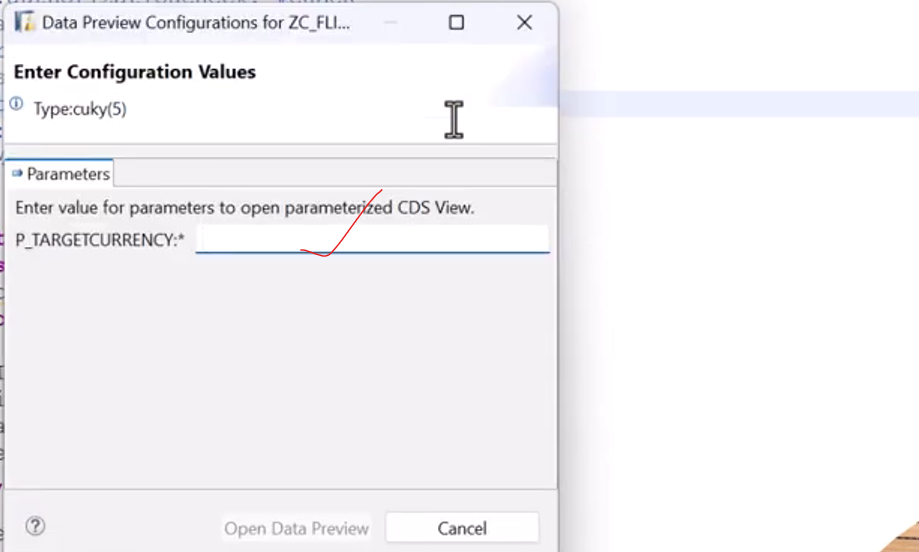 Data Preview Configurations for ZC_FLI...
Enter Configuration Values
Type:cuky(5)
Parameters
Enter value for parameters to open parameterized CDS View.
P_TARGETCURRENCY:*
Open Data Preview
Cancel